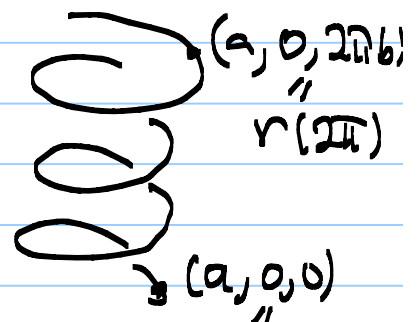 (a, 0, 2πb)
"
r(2π)
(a, 0, 0)
"